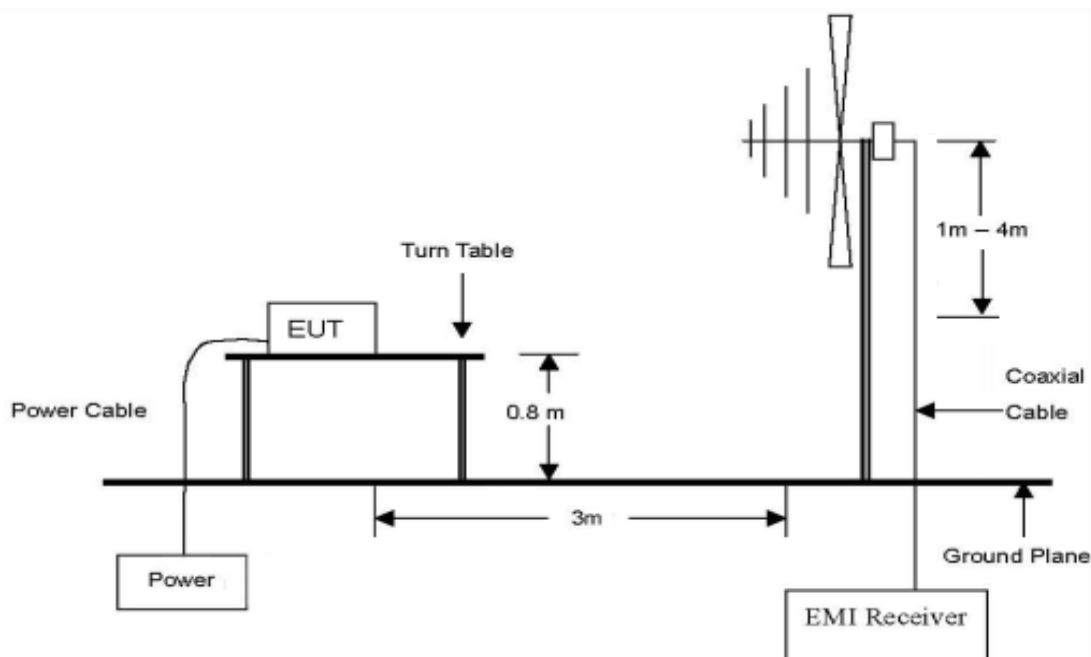 1m – 4m
Turn Table
EUT
Coaxial
Cable
Power Cable
0.8 m
3m
Ground Plane
Power
EMI Receiver